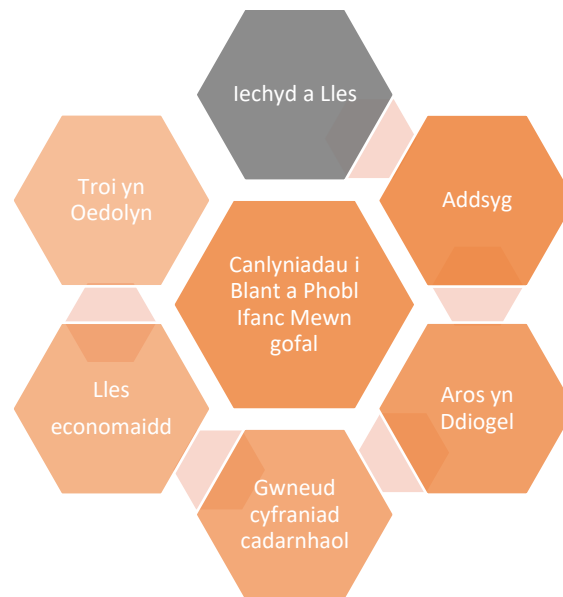 Iechyd a Lles
Addsyg
Aros yn
Ddiogel
Gwneud
cyfraniad
cadarnhaol
Lles
economaidd
Troi yn
Oedolyn
Canlyniadau i
Blant a Phobl
Ifanc Mewn
gofal